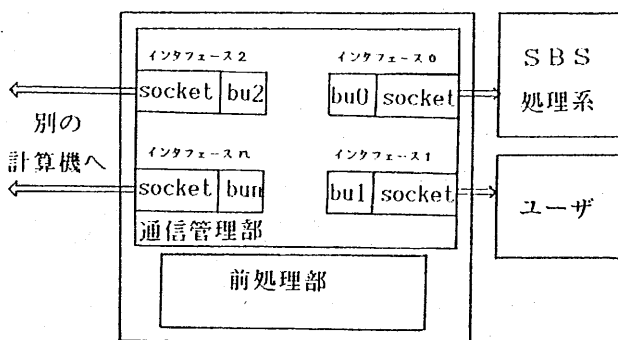 インタフェース2
インタフェース0
socket bu2
bu0 socket
SBS
処理系
別の
計算機へ
インタフェースn
インタフェース1
socket bun
bu1 socket
通信管理部
ユーザ
前処理部